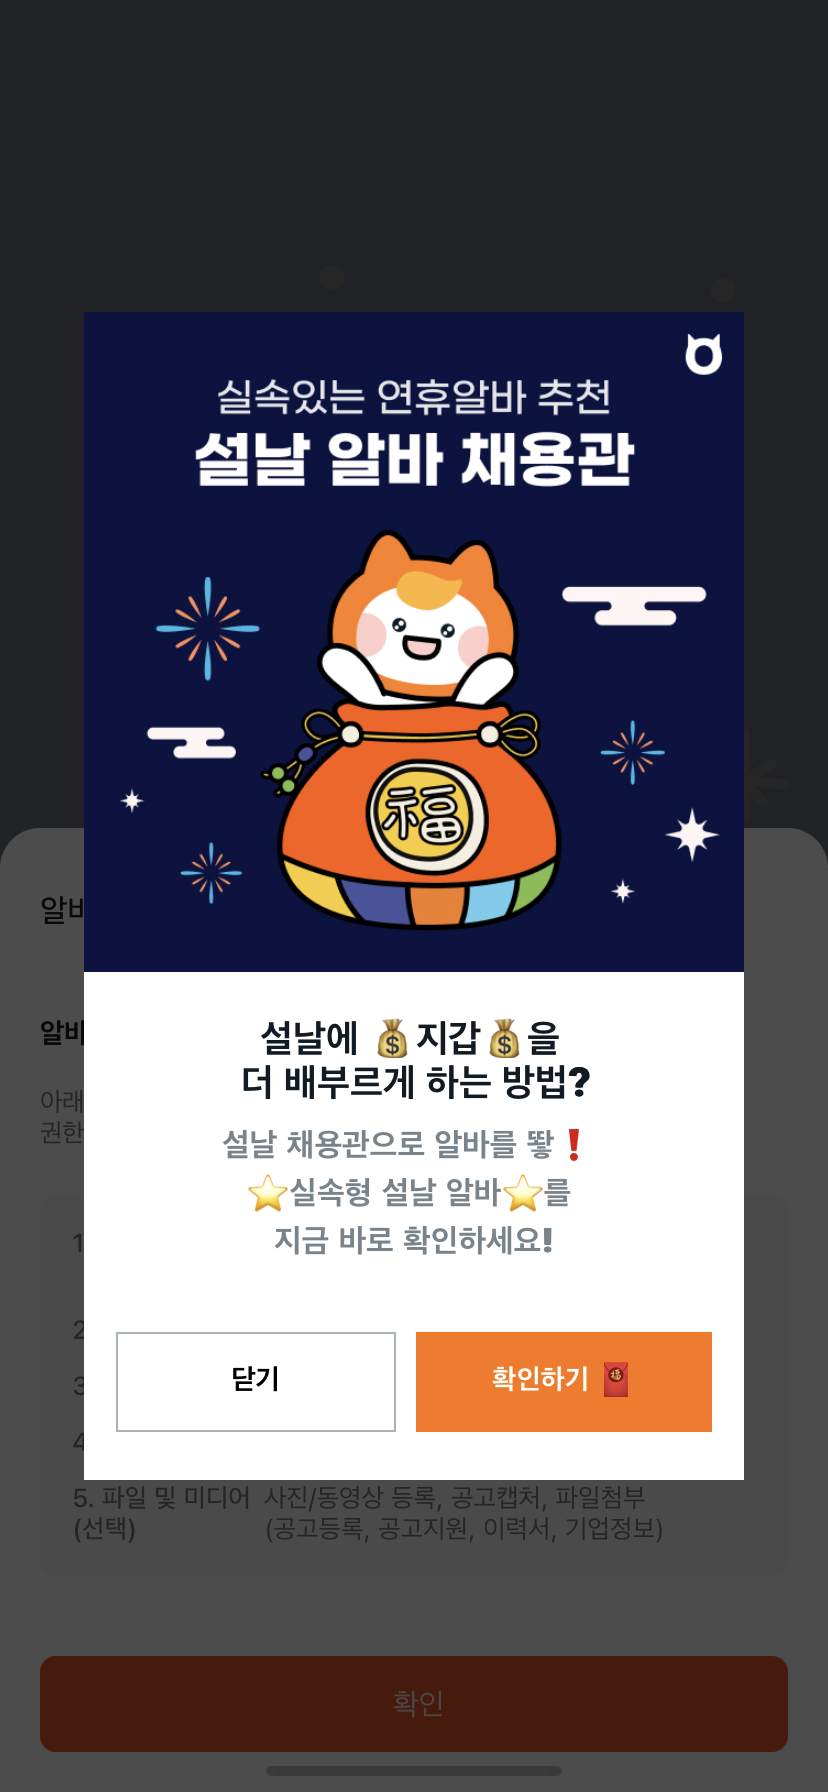 실속있는 연휴알바 추천
설날 알바 채용관
福
설날에 💰지갑💰을
더 배부르게 하는 방법?
설날 채용관으로 알바를 땋❗
⭐실속형 설날 알바⭐를
지금 바로 확인하세요!
닫기
확인하기 🧧
아래
권한
1
2
3
4
5. 파일 및 미디어 사진/동영상 등록, 공고캡처, 파일첨부
(선택) (공고등록, 공고지원, 이력서, 기업정보)
확인